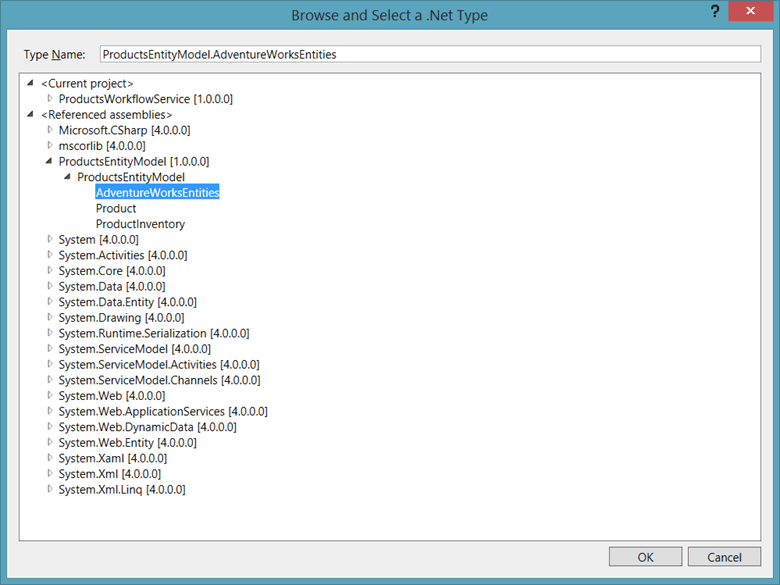 Browse and Select a .Net Type
?
Type Name: ProductsEntityModel.AdventureWorksEntities
<Current project>
ProductsWorkflowService [1.0.0.0]
<Referenced assemblies>
Microsoft.CSharp [4.0.0.0]
mscorlib [4.0.0.0]
ProductsEntityModel [1.0.0.0]
ProductsEntityModel
AdventureWorksEntities
Product
ProductInventory
System [4.0.0.0]
System.Activities [4.0.0.0]
System.Core [4.0.0.0]
System.Data [4.0.0.0]
System.Data.Entity [4.0.0.0]
System.Drawing [4.0.0.0]
System.Runtime.Serialization [4.0.0.0]
System.ServiceModel [4.0.0.0]
System.ServiceModel.Activities [4.0.0.0]
System.ServiceModel.Channels [4.0.0.0]
System.Web [4.0.0.0]
System.Web.ApplicationServices [4.0.0.0]
System.Web.DynamicData [4.0.0.0]
System.Web.Entity [4.0.0.0]
System.Xaml [4.0.0.0]
System.Xml [4.0.0.0]
System.Xml.Linq [4.0.0.0]
OK Cancel